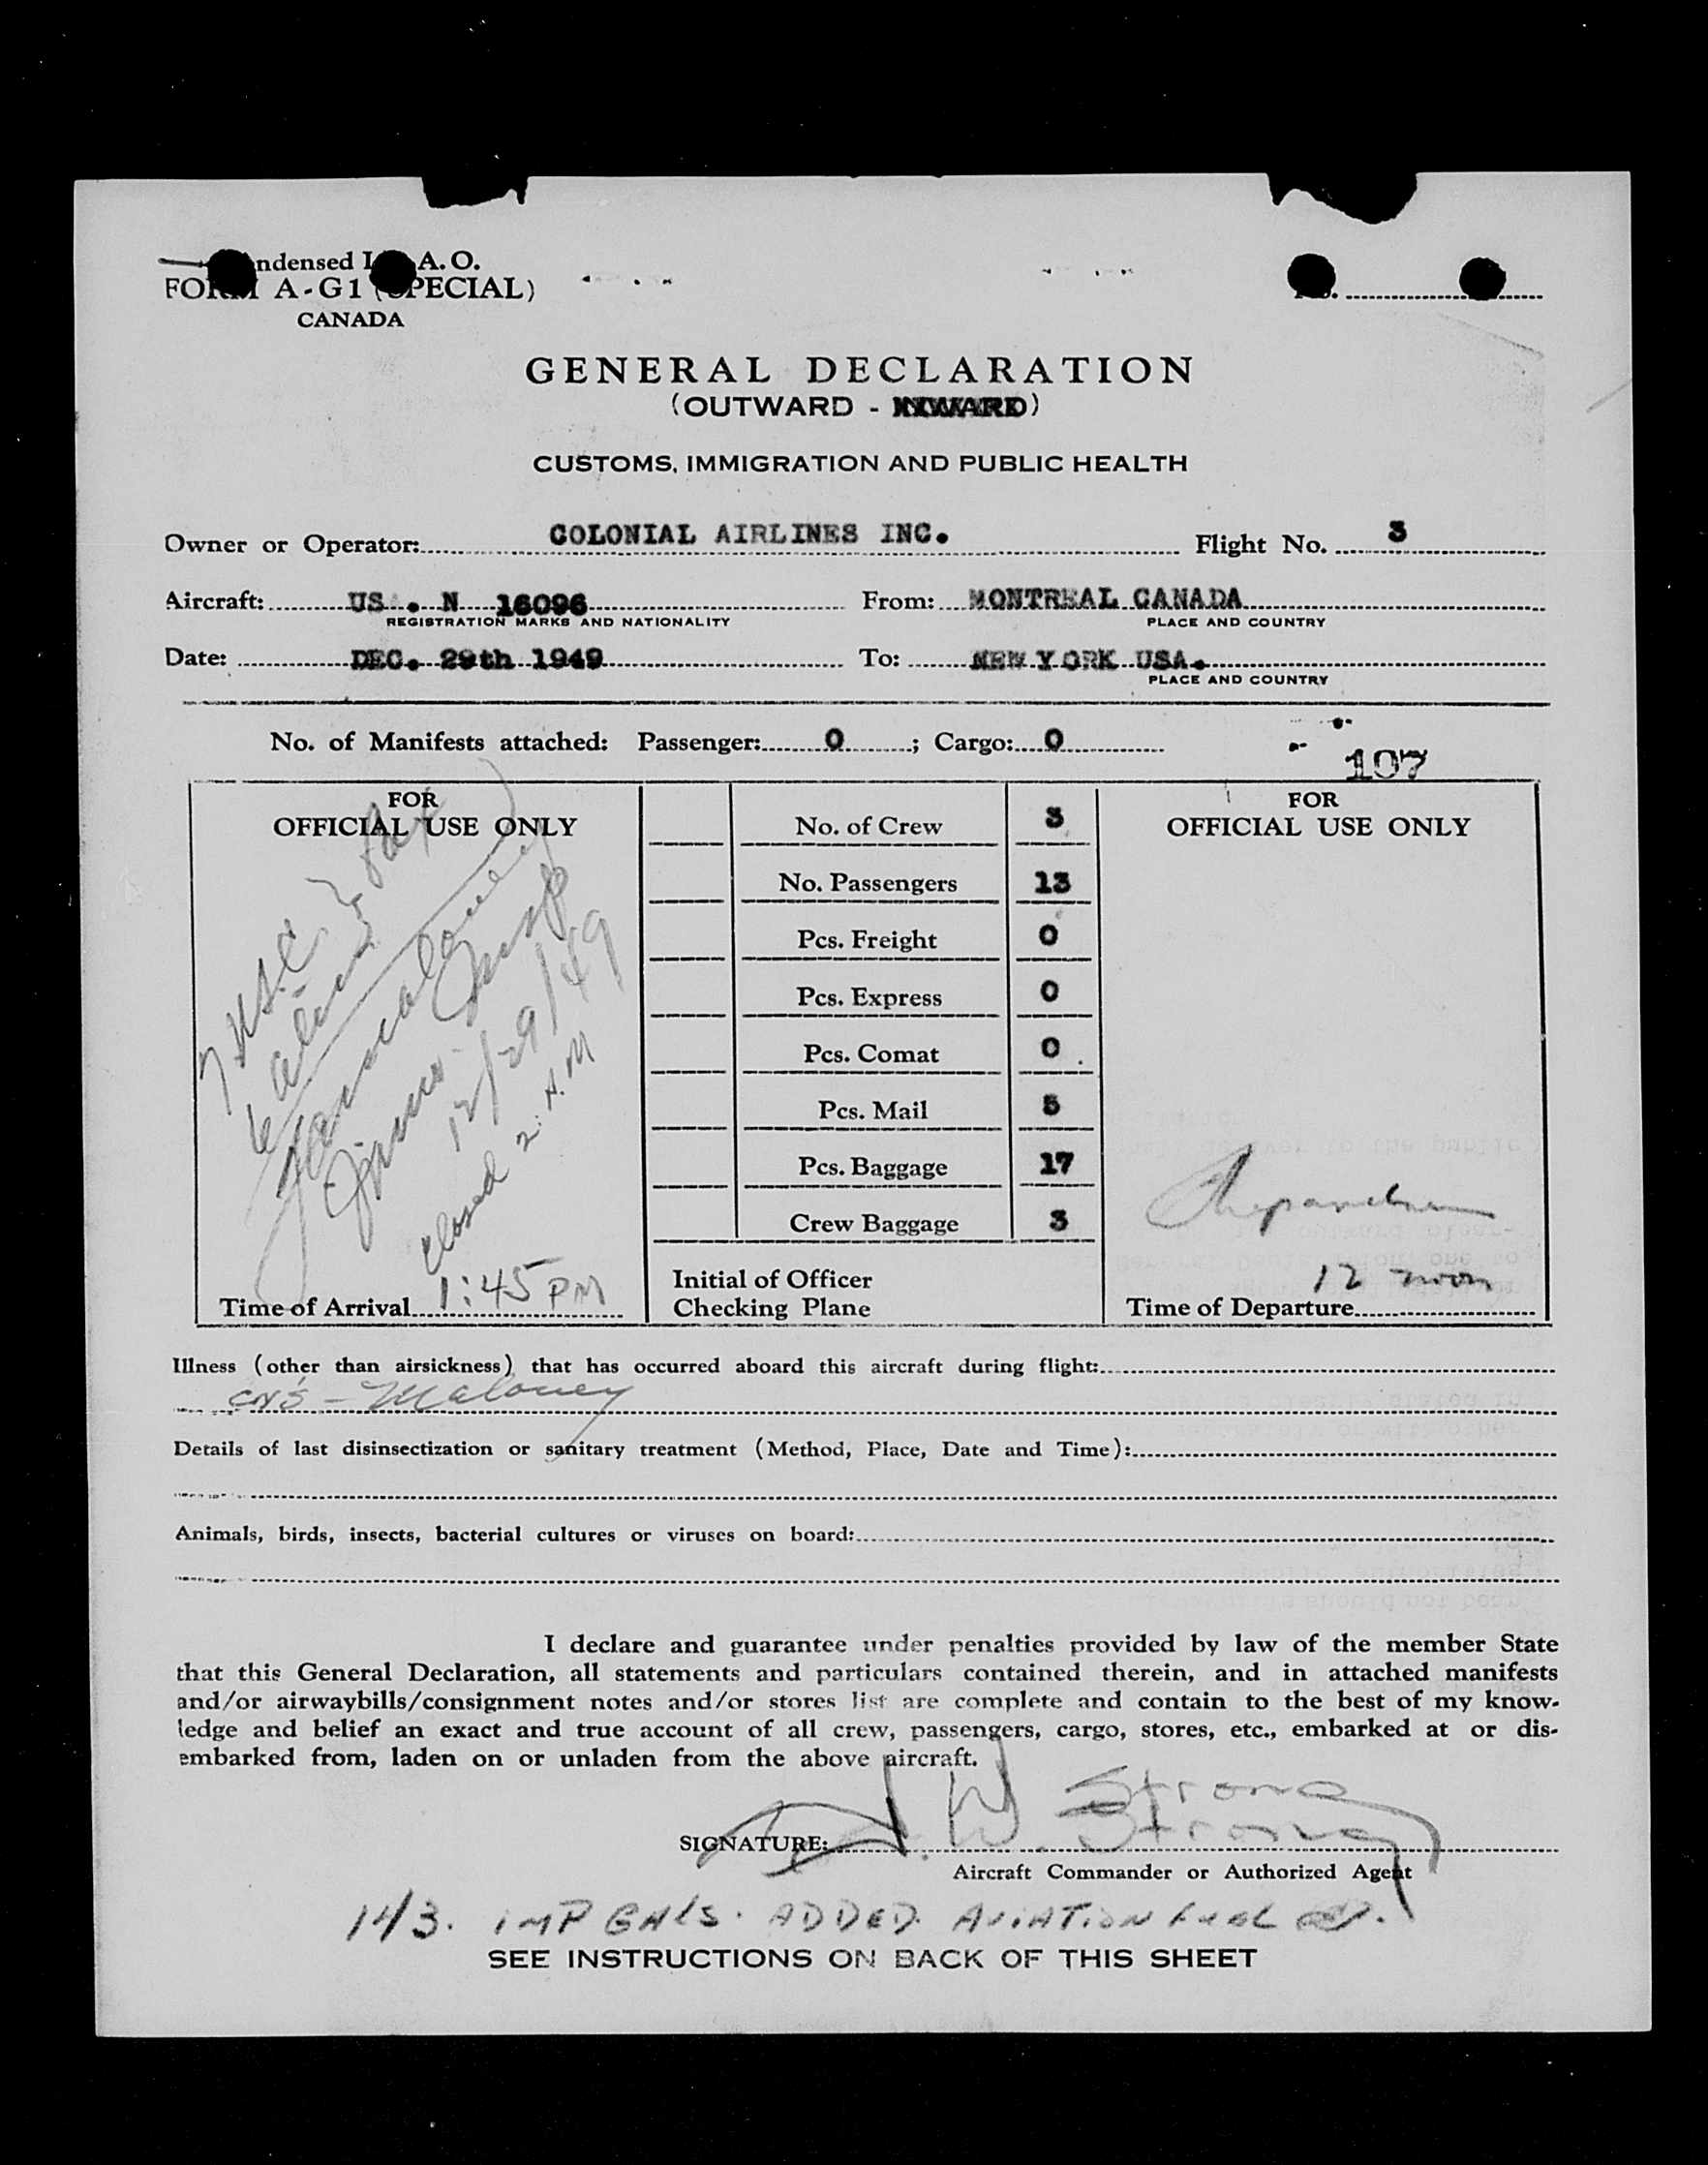 ndensed I A. O.
FORM A-G1 (SPECIAL)
CANADA
No.
GENERAL DECLARATION
(OUTWARD - INWARD)
CUSTOMS, IMMIGRATION AND PUBLIC HEALTH
Owner or Operator: COLONIAL AIRLINES INC. Flight No. 3
Aircraft: US . N 16096 From: MONTREAL CANADA
REGISTRATION MARKS AND NATIONALITY PLACE AND COUNTRY
Date: DEC. 29th 1949 To: NEW YORK USA.
PLACE AND COUNTRY
No. of Manifests attached: Passenger: 0 ; Cargo: 0
107
FOR
OFFICIAL USE ONLY
7 US.C
6 aliens
Insp
12/29/49
closed 2. A.M
Time of Arrival 1:45 PM
No. of Crew 3
No. Passengers 13
Pcs. Freight 0
Pcs. Express 0
Pcs. Comat 0
Pcs. Mail 5
Pcs. Baggage 17
Crew Baggage 3
Initial of Officer
Checking Plane
FOR
OFFICIAL USE ONLY
12 noon
Time of Departure
Illness (other than airsickness) that has occurred aboard this aircraft during flight:
Maloney
Details of last disinsectization or sanitary treatment (Method, Place, Date and Time):
Animals, birds, insects, bacterial cultures or viruses on board:
I declare and guarantee under penalties provided by law of the member State
that this General Declaration, all statements and particulars contained therein, and in attached manifests
and/or airwaybills/consignment notes and/or stores list are complete and contain to the best of my know-
ledge and belief an exact and true account of all crew, passengers, cargo, stores, etc., embarked at or dis-
embarked from, laden on or unladen from the above aircraft.
W Strong
SIGNATURE: W. Strong
Aircraft Commander or Authorized Agent
143. IMP GALS. ADDED. AVIATION FUEL
SEE INSTRUCTIONS ON BACK OF THIS SHEET